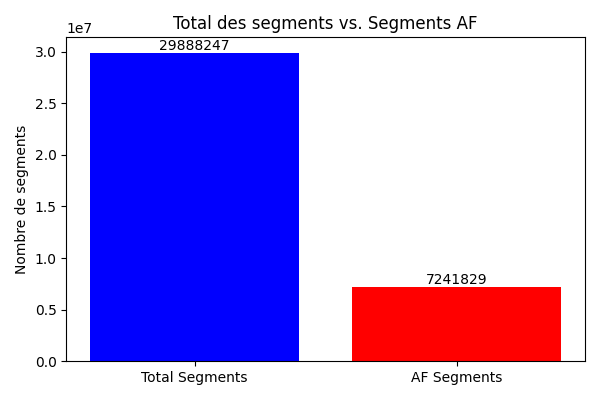 Total des segments vs. Segments AF
1e7
29888247
7241829
3.0
2.5
2.0
1.5
1.0
0.5
0.0
Nombre de segments
Total Segments
AF Segments